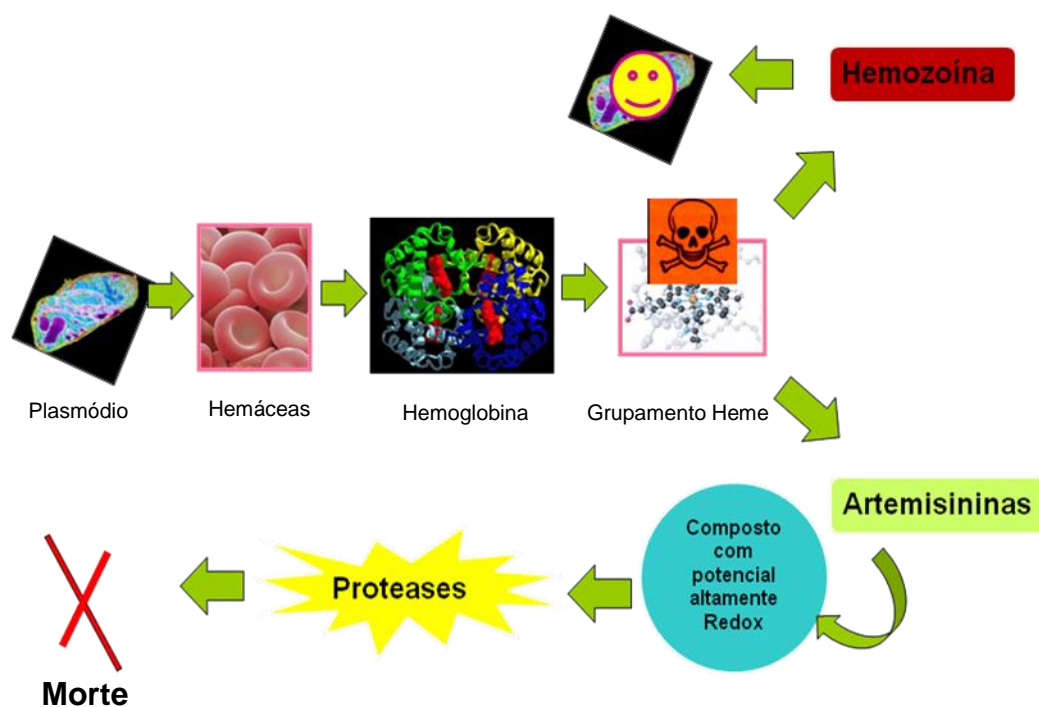 Hemozoína
Plasmódio
Hemáceas
Hemoglobina
Grupamento Heme
Artemisininas
Composto
com
potencial
altamente
Redox
Proteases
Morte